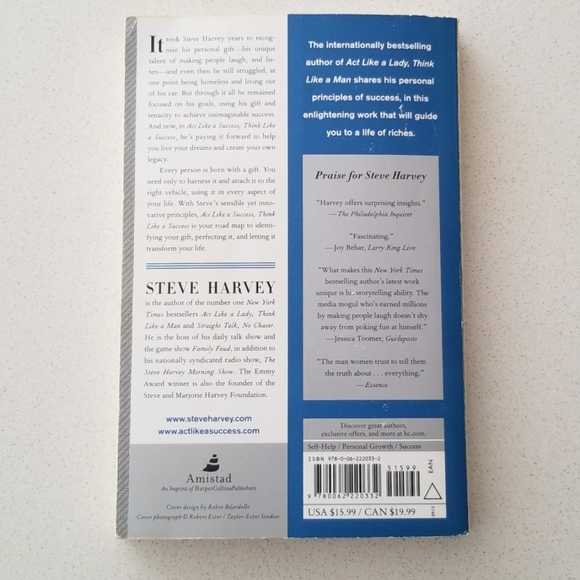 It took Steve Harvey years to recog-
nize his personal gift—his unique
talent of making people laugh, and lis-
ten—and even then he still struggled, at
one point being homeless and living out
of his car. But through it all he remained
focused on his goals, using his gift and
tenacity to achieve unimaginable success.
And now, in Act Like a Success, Think Like
a Success, he's paying it forward to help
you live your dreams and create your own
legacy.
Every person is born with a gift. You
need only to harness it and attach it to the
right vehicle, using it in every aspect of
your life. With Steve's sensible yet inno-
vative principles, Act Like a Success, Think
Like a Success is your road map to identi-
fying your gift, perfecting it, and letting it
transform your life.
STEVE HARVEY
is the author of the number one New York
Times bestsellers Act Like a Lady, Think
Like a Man and Straight Talk, No Chaser.
He is the host of his daily talk show and
the game show Family Feud, in addition to
his nationally syndicated radio show, The
Steve Harvey Morning Show. The Emmy
Award winner is also the founder of the
Steve and Marjorie Harvey Foundation.
www.steveharvey.com
www.actlikeasuccess.com
Amistad
An Imprint of HarperCollinsPublishers
Cover design by Robin Bilardello
Cover photograph © Robert Ector / Taylor-Ector Studios
The internationally bestselling
author of Act Like a Lady, Think
Like a Man shares his personal
principles of success, in this
enlightening work that will guide
you to a life of riches.
Praise for Steve Harvey
"Harvey offers surprising insights."
—The Philadelphia Inquirer
"Fascinating."
—Joy Behar, Larry King Live
"What makes this New York Times
bestselling author's latest work
unique is his storytelling ability. The
media mogul who's earned millions
by making people laugh doesn't shy
away from poking fun at himself."
—Jessica Toomer, Guideposts
"The man women trust to tell them
the truth about . . . everything."
—Essence
Discover great authors,
exclusive offers, and more at hc.com.
Self-Help / Personal Growth / Success
ISBN 978-0-06-222033-2
51599
EAN
9 780062 220332
USA $15.99 / CAN $19.99